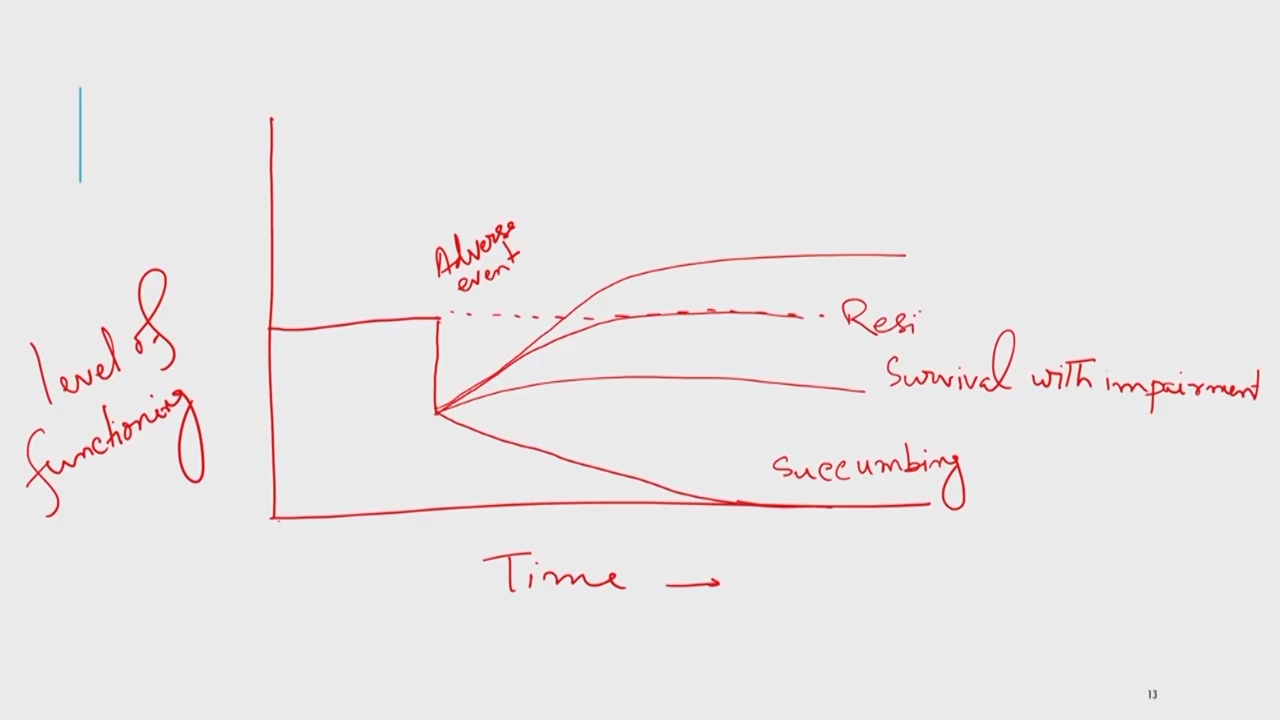 Adverse
event
level of
functioning
Resi
Survival with impairment
Succumbing
Time →
13